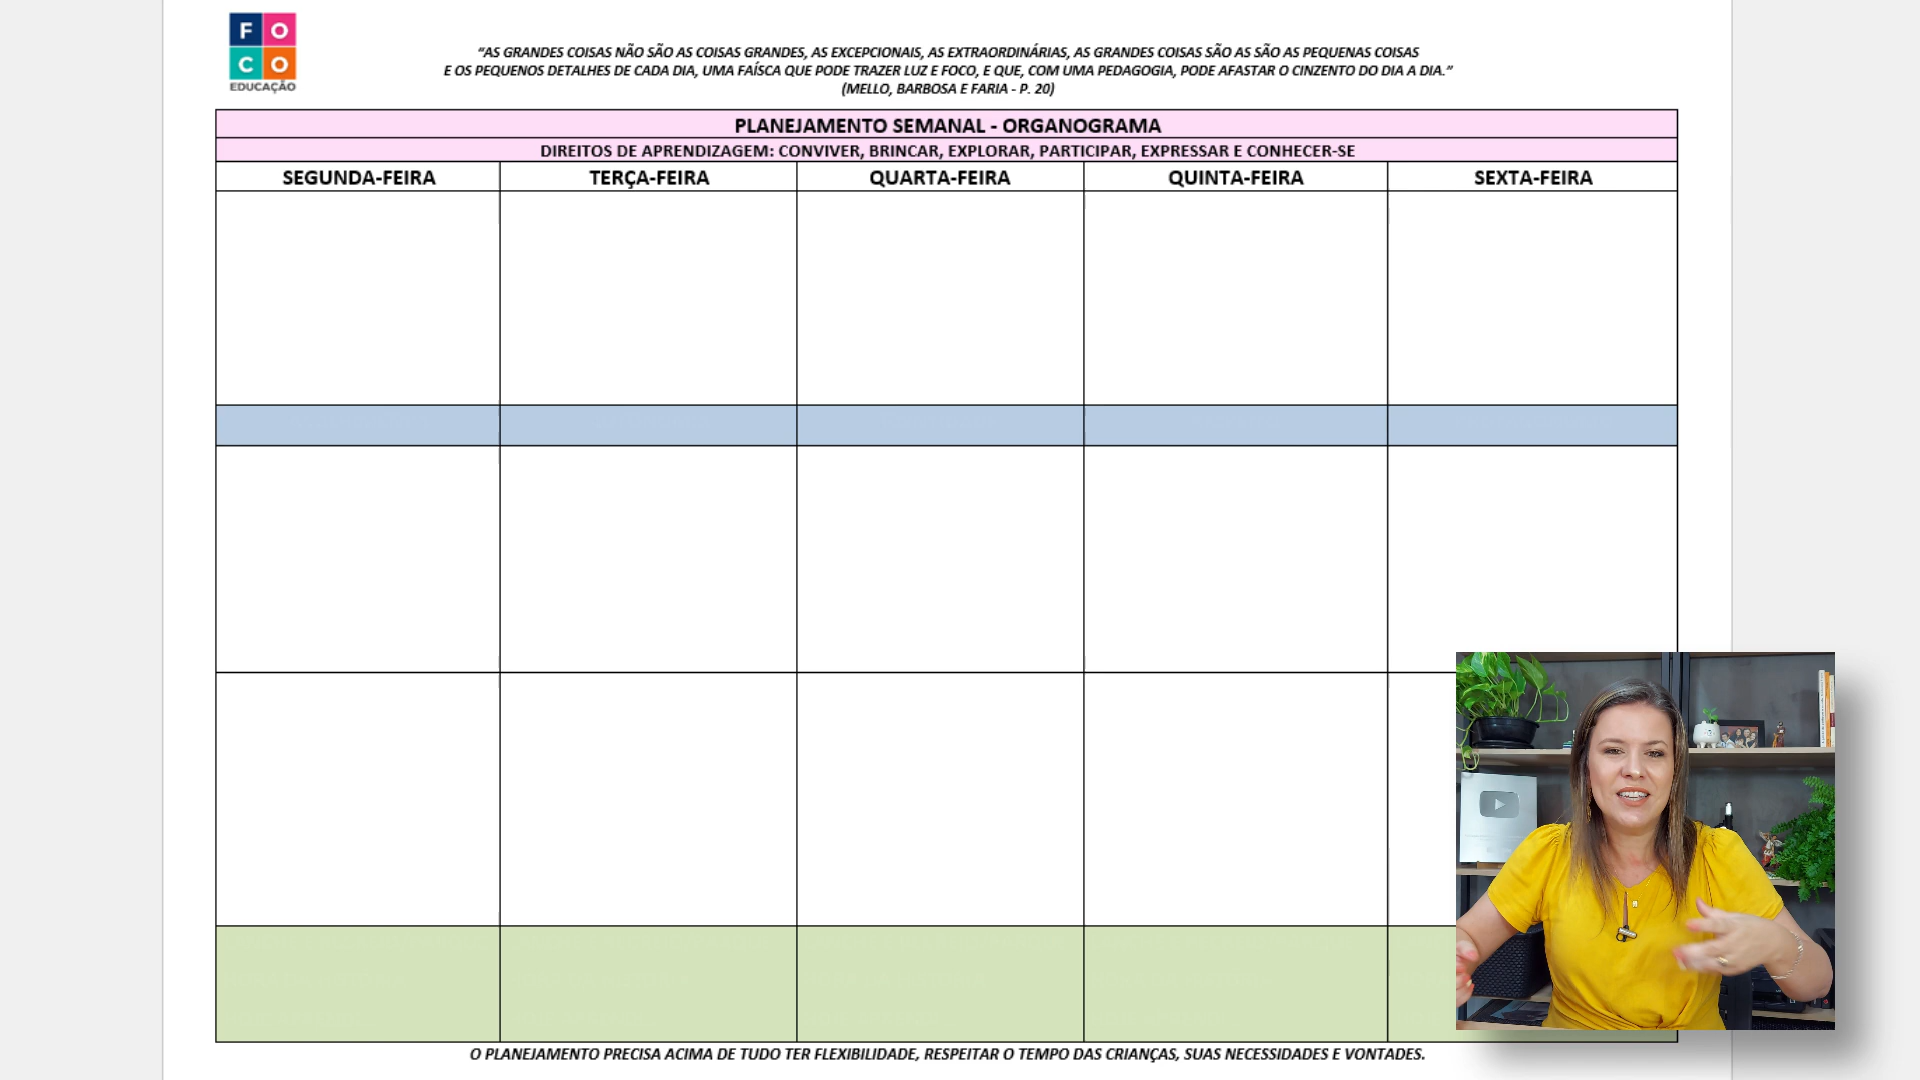 F O
C O
EDUCAÇÃO
“AS GRANDES COISAS NÃO SÃO AS COISAS GRANDES, AS EXCEPCIONAIS, AS EXTRAORDINÁRIAS, AS GRANDES COISAS SÃO AS SÃO AS PEQUENAS COISAS
E OS PEQUENOS DETALHES DE CADA DIA, UMA FAÍSCA QUE PODE TRAZER LUZ E FOCO, E QUE, COM UMA PEDAGOGIA, PODE AFASTAR O CINZENTO DO DIA A DIA.”
(MELLO, BARBOSA E FARIA - P. 20)
PLANEJAMENTO SEMANAL - ORGANOGRAMA
DIREITOS DE APRENDIZAGEM: CONVIVER, BRINCAR, EXPLORAR, PARTICIPAR, EXPRESSAR E CONHECER-SE
SEGUNDA-FEIRA TERÇA-FEIRA QUARTA-FEIRA QUINTA-FEIRA SEXTA-FEIRA
O PLANEJAMENTO PRECISA ACIMA DE TUDO TER FLEXIBILIDADE, RESPEITAR O TEMPO DAS CRIANÇAS, SUAS NECESSIDADES E VONTADES.